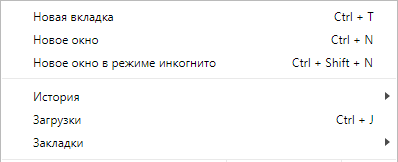 Новая вкладка Ctrl + T
Новое окно Ctrl + N
Новое окно в режиме инкогнито Ctrl + Shift + N
История
Загрузки Ctrl + J
Закладки